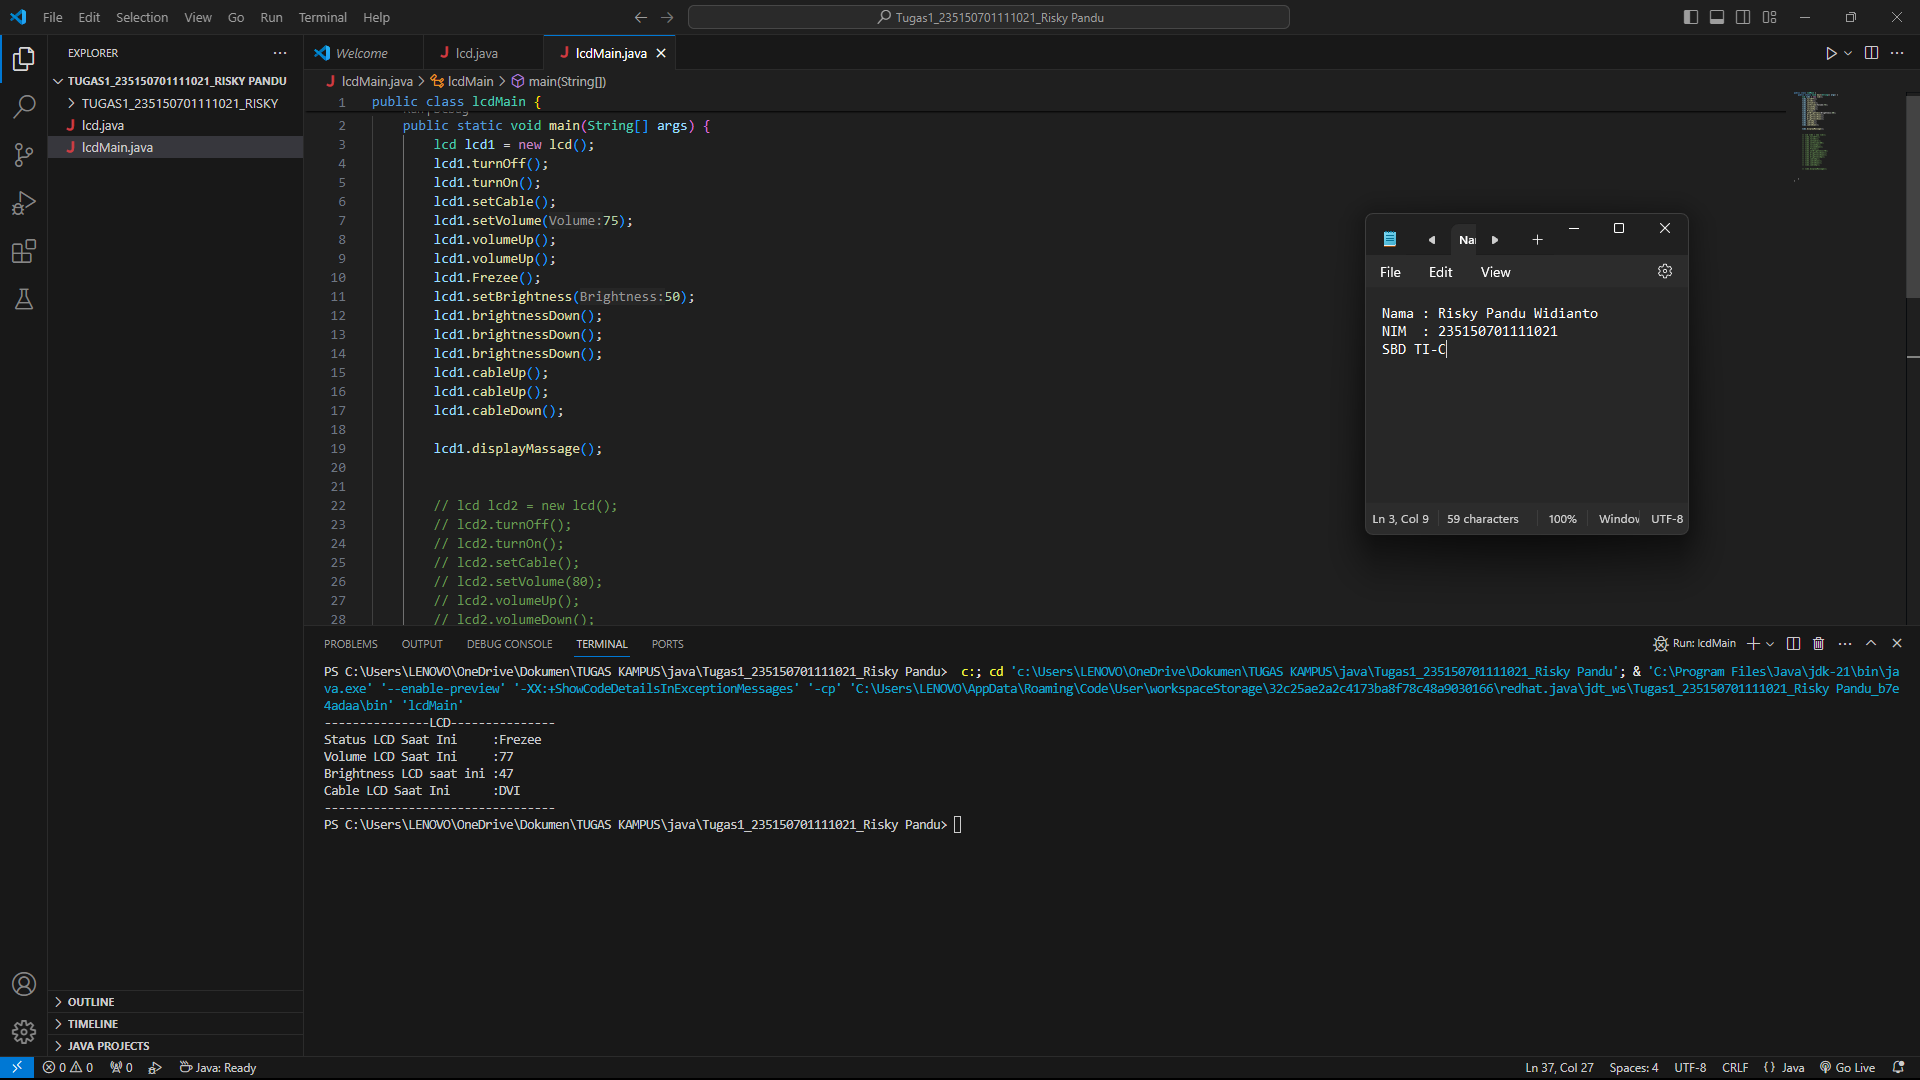 File Edit Selection View Go Run Terminal Help
Tugas1_235150701111021_Risky Pandu
EXPLORER
TUGAS1_235150701111021_RISKY PANDU
TUGAS1_235150701111021_RISKY
J lcd.java
J lcdMain.java
OUTLINE
TIMELINE
JAVA PROJECTS
Welcome J lcd.java J lcdMain.java
J lcdMain.java > lcdMain > main(String[])
1 public class lcdMain {
2 public static void main(String[] args) {
3 lcd lcd1 = new lcd();
4 lcd1.turnOff();
5 lcd1.turnOn();
6 lcd1.setCable();
7 lcd1.setVolume(Volume:75);
8 lcd1.volumeUp();
9 lcd1.volumeUp();
10 lcd1.Frezee();
11 lcd1.setBrightness(Brightness:50);
12 lcd1.brightnessDown();
13 lcd1.brightnessDown();
14 lcd1.brightnessDown();
15 lcd1.cableUp();
16 lcd1.cableUp();
17 lcd1.cableDown();
18
19 lcd1.displayMassage();
20
21
22 // lcd lcd2 = new lcd();
23 // lcd2.turnOff();
24 // lcd2.turnOn();
25 // lcd2.setCable();
26 // lcd2.setVolume(80);
27 // lcd2.volumeUp();
28 // lcd2.volumeDown();
Na
File Edit View
Nama : Risky Pandu Widianto
NIM  : 235150701111021
SBD TI-C
Ln 3, Col 9 59 characters 100% Window UTF-8
PROBLEMS OUTPUT DEBUG CONSOLE TERMINAL PORTS
Run: lcdMain
PS C:\Users\LENOVO\OneDrive\Dokumen\TUGAS KAMPUS\java\Tugas1_235150701111021_Risky Pandu>  c:; cd 'c:\Users\LENOVO\OneDrive\Dokumen\TUGAS KAMPUS\java\Tugas1_235150701111021_Risky Pandu'; & 'C:\Program Files\Java\jdk-21\bin\ja
va.exe' '--enable-preview' '-XX:+ShowCodeDetailsInExceptionMessages' '-cp' 'C:\Users\LENOVO\AppData\Roaming\Code\User\workspaceStorage\32c25ae2a2c4173ba8f78c48a9030166\redhat.java\jdt_ws\Tugas1_235150701111021_Risky Pandu_b7e
4adaa\bin' 'lcdMain'
---------------LCD---------------
Status LCD Saat Ini     :Frezee
Volume LCD Saat Ini     :77
Brightness LCD saat ini :47
Cable LCD Saat Ini      :DVI
---------------------------------
PS C:\Users\LENOVO\OneDrive\Dokumen\TUGAS KAMPUS\java\Tugas1_235150701111021_Risky Pandu>
0 0 0 Java: Ready
Ln 37, Col 27 Spaces: 4 UTF-8 CRLF {} Java Go Live